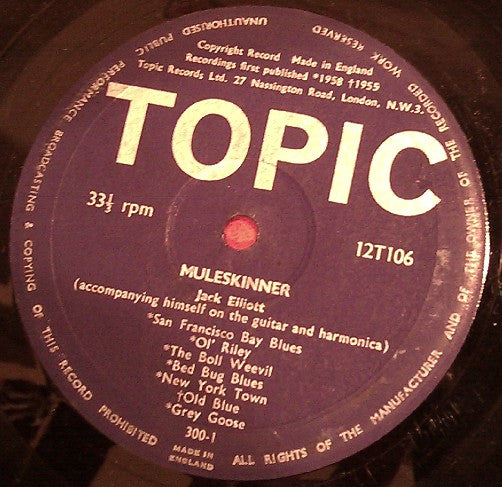 Copyright Record Made in England
Recordings first published *1958 †1955
Topic Records, Ltd. 27 Nassington Road, London, N.W.3.
TOPIC
33⅓ rpm
12T106
MULESKINNER
Jack Elliott
(accompanying himself on the guitar and harmonica)
*San Francisco Bay Blues
*Ol' Riley
*The Boll Weevil
*Bed Bug Blues
*New York Town
†Old Blue
*Grey Goose
300-1
MADE IN
ENGLAND
ALL RIGHTS OF THE MANUFACTURER AND OF THE OWNER OF THE RECORDED WORK RESERVED
UNAUTHORISED PUBLIC PERFORMANCE BROADCASTING & COPYING OF THIS RECORD PROHIBITED